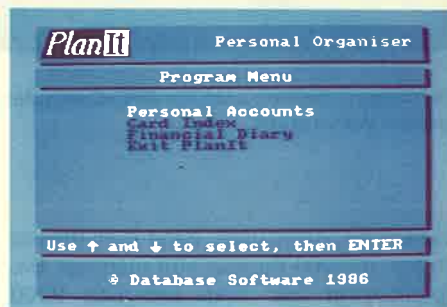 PlanIt Personal Organiser
Program Menu
Personal Accounts
Card Index
Financial Diary
Exit PlanIt
Use ↑ and ↓ to select, then ENTER
© Database Software 1986